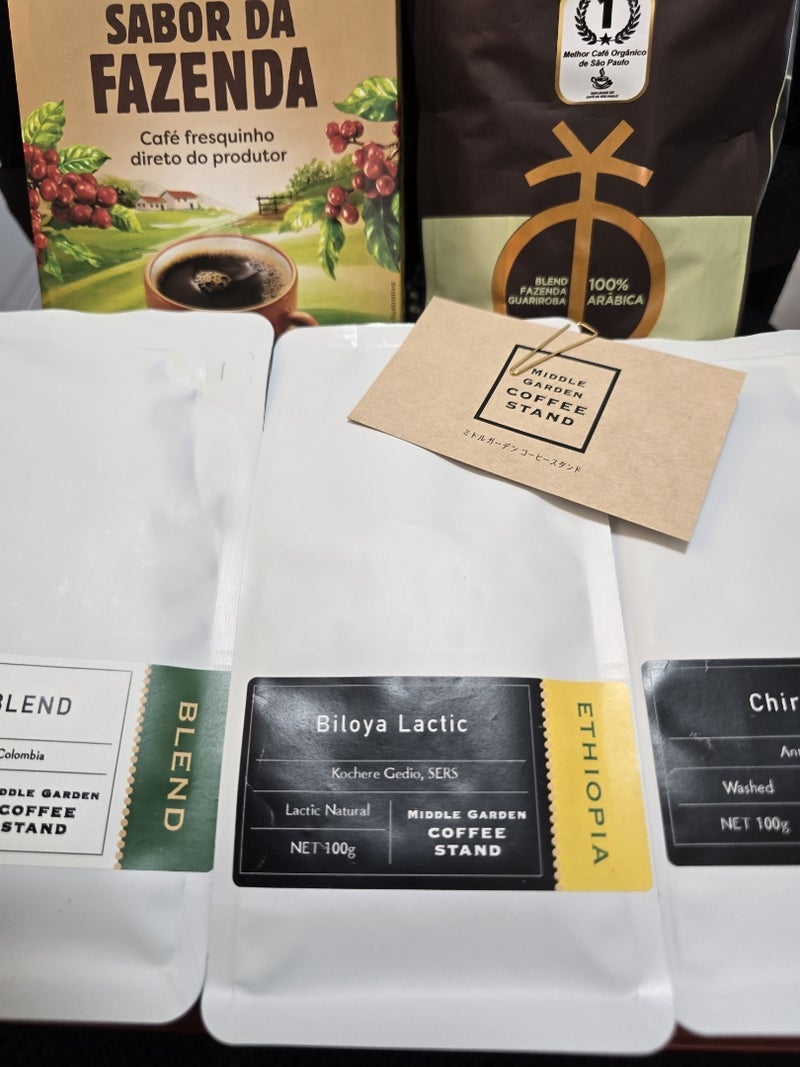 SABOR DA
FAZENDA
Café fresquinho
direto do produtor
1
Melhor Café Orgânico
de São Paulo
BLEND
FAZENDA
GUARIROBA
100%
ARÁBICA
MIDDLE
GARDEN
COFFEE
STAND
ミドルガーデン コーヒースタンド
BLEND
Colombia
DDLE GARDEN
COFFEE
STAND
BLEND
Biloya Lactic
Kochere Gedio, SERS
Lactic Natural
NET 100g
MIDDLE GARDEN
COFFEE
STAND
ETHIOPIA
Chir
Washed
NET 100g